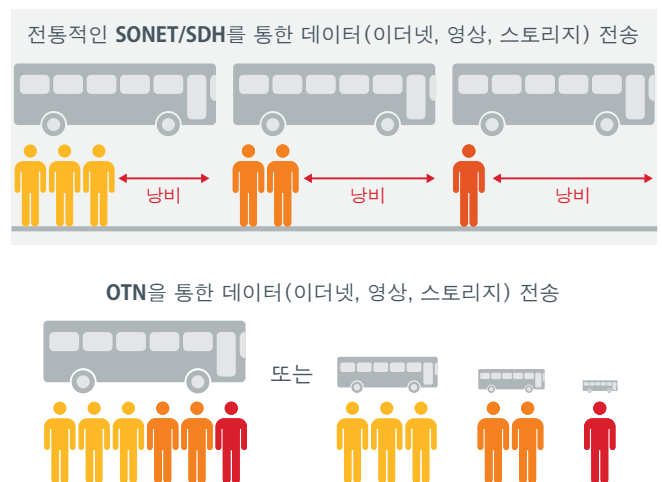 전통적인 SONET/SDH를 통한 데이터(이더넷, 영상, 스토리지) 전송
낭비 낭비 낭비
OTN을 통한 데이터(이더넷, 영상, 스토리지) 전송
또는